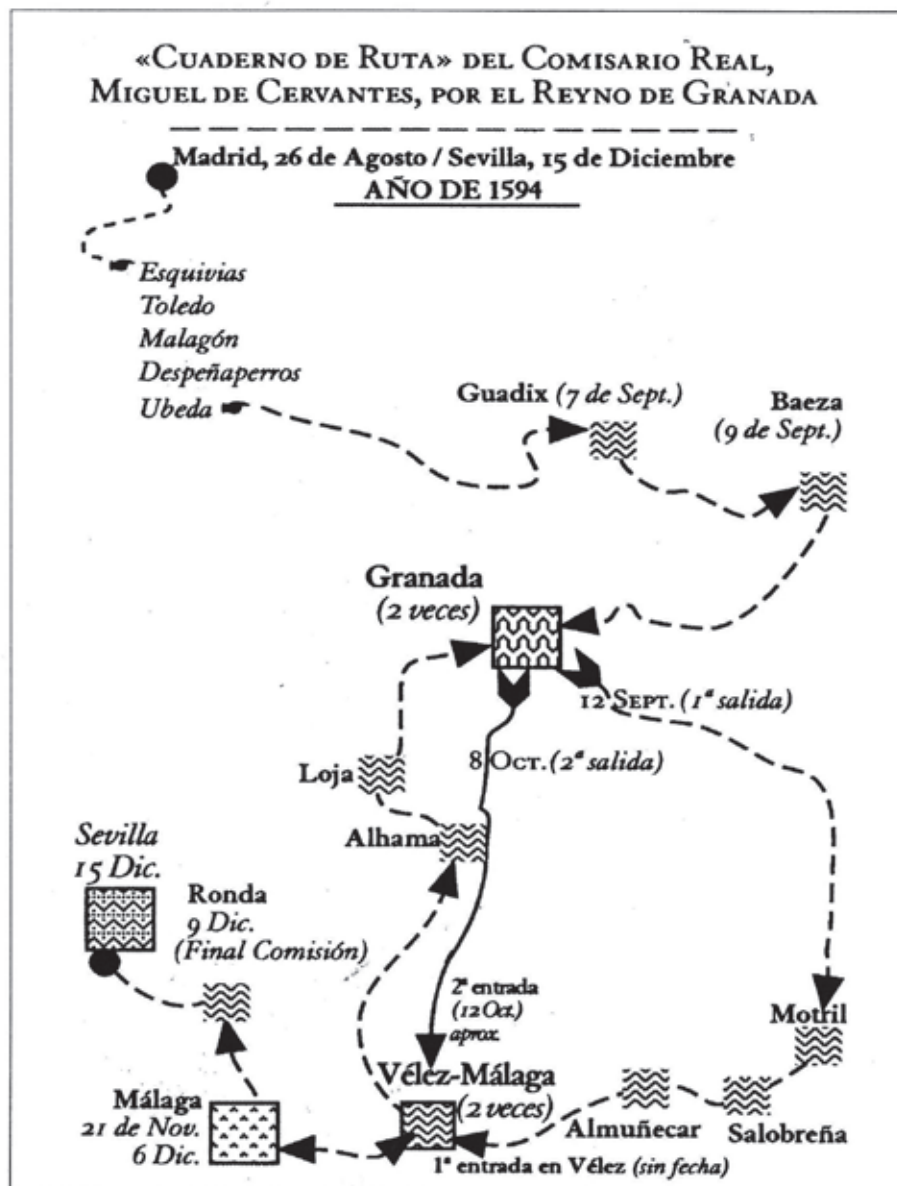 «Cuaderno de Ruta» del Comisario Real,
Miguel de Cervantes, por el Reyno de Granada
Madrid, 26 de Agosto / Sevilla, 15 de Diciembre
AÑO DE 1594
Esquivias
Toledo
Malagón
Despeñaperros
Ubeda
Guadix (7 de Sept.)
Baeza
(9 de Sept.)
Granada
(2 veces)
12 Sept. (1ª salida)
8 Oct. (2ª salida)
Loja
Alhama
Sevilla
15 Dic.
Ronda
9 Dic.
(Final Comisión)
2ª entrada
(12 Oct.)
aprox.
Motril
Vélez-Málaga
(2 veces)
Málaga
21 de Nov.
6 Dic.
Almuñecar
Salobreña
1ª entrada en Vélez (sin fecha)